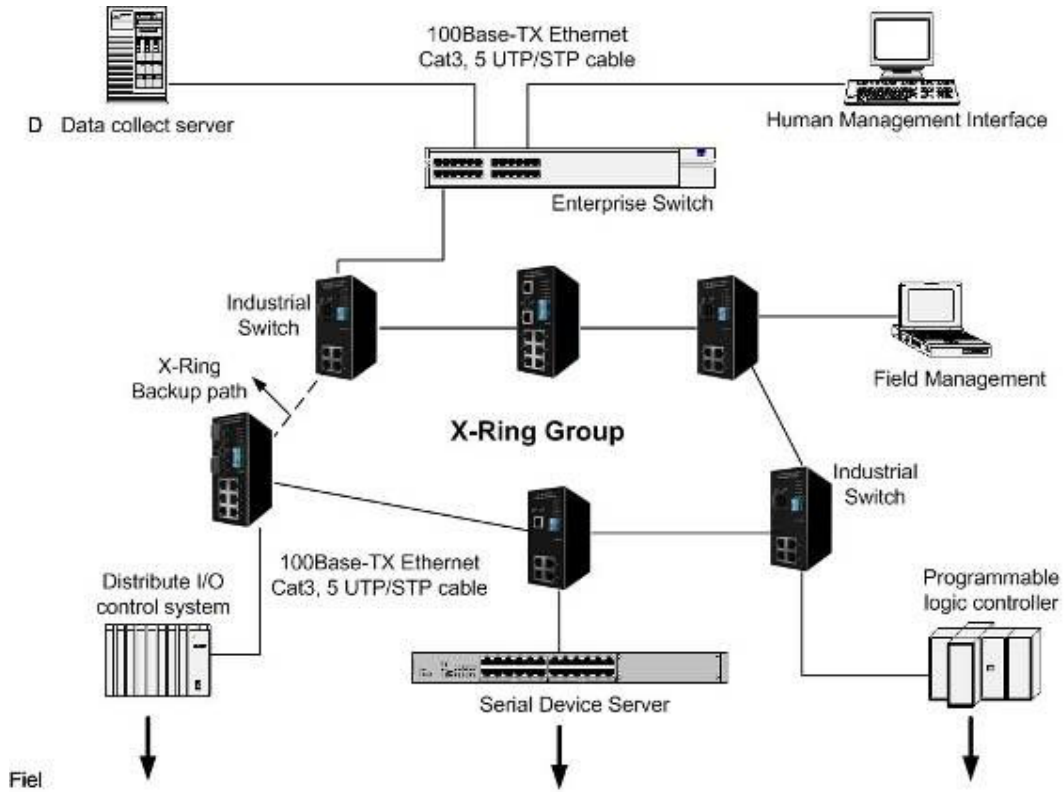 100Base-TX Ethernet
Cat3, 5 UTP/STP cable
D Data collect server
Human Management Interface
Enterprise Switch
Industrial
Switch
X-Ring
Backup path
Field Management
X-Ring Group
Industrial
Switch
100Base-TX Ethernet
Cat3, 5 UTP/STP cable
Distribute I/O
control system
Programmable
logic controller
Serial Device Server
Fiel